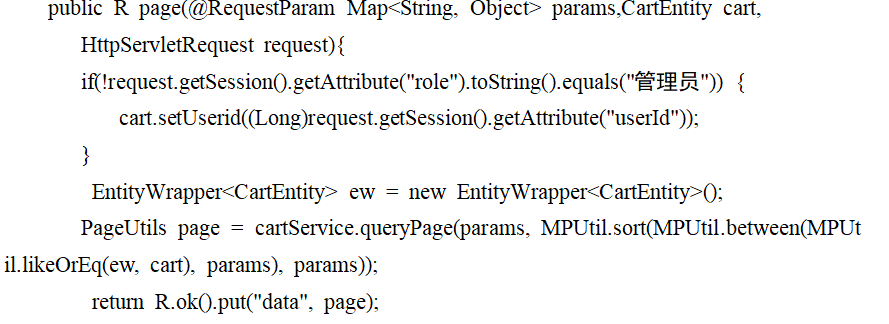 public R page(@RequestParam Map<String, Object> params,CartEntity cart,
HttpServletRequest request){
if(!request.getSession().getAttribute("role").toString().equals("管理员")) {
cart.setUserid((Long)request.getSession().getAttribute("userId"));
}
EntityWrapper<CartEntity> ew = new EntityWrapper<CartEntity>();
PageUtils page = cartService.queryPage(params, MPUtil.sort(MPUtil.between(MPUt
il.likeOrEq(ew, cart), params), params));
return R.ok().put("data", page);